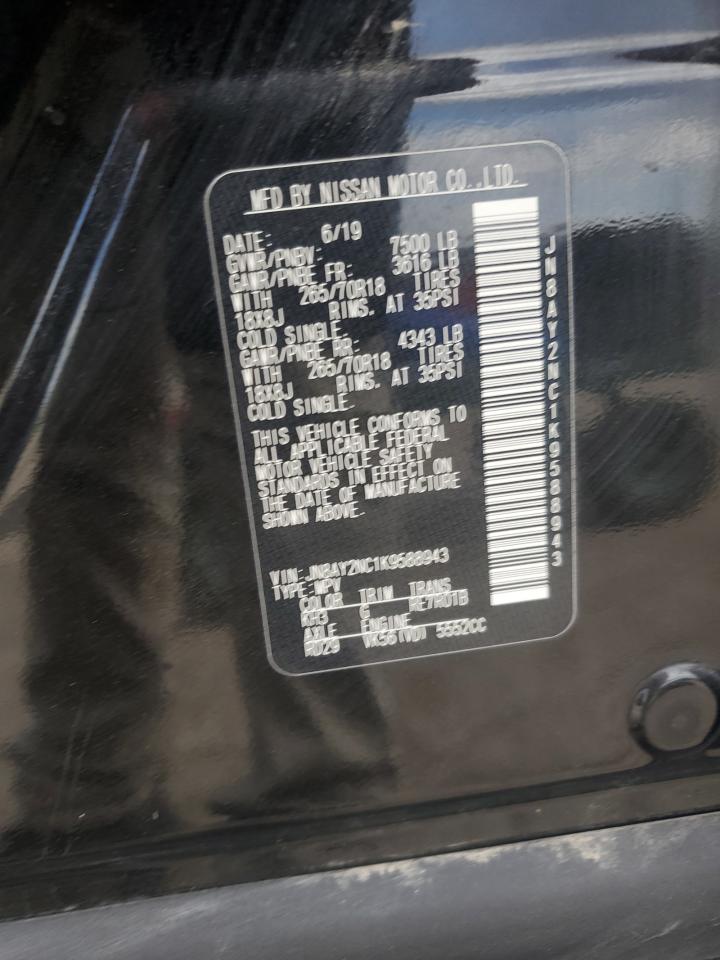 MFD BY NISSAN MOTOR CO.,LTD.
DATE: 6/19
GVWR/PNBV: 7500 LB
GAWR/PNBE FR: 3616 LB
WITH 265/70R18 TIRES
18X8J RIMS. AT 35PSI
COLD SINGLE.
GAWR/PNBE RR: 4343 LB
WITH 265/70R18 TIRES
18X8J RIMS. AT 35PSI
COLD SINGLE.
THIS VEHICLE CONFORMS TO
ALL APPLICABLE FEDERAL
MOTOR VEHICLE SAFETY
STANDARDS IN EFFECT ON
THE DATE OF MANUFACTURE
SHOWN ABOVE.
VIN: JN8AY2NC1K9588943
TYPE: MPV
COLOR TRIM TRANS
KH3 G RE7R01B
AXLE ENGINE
RU29 VK56(VD) 5552CC
JN8AY2NC1K9588943